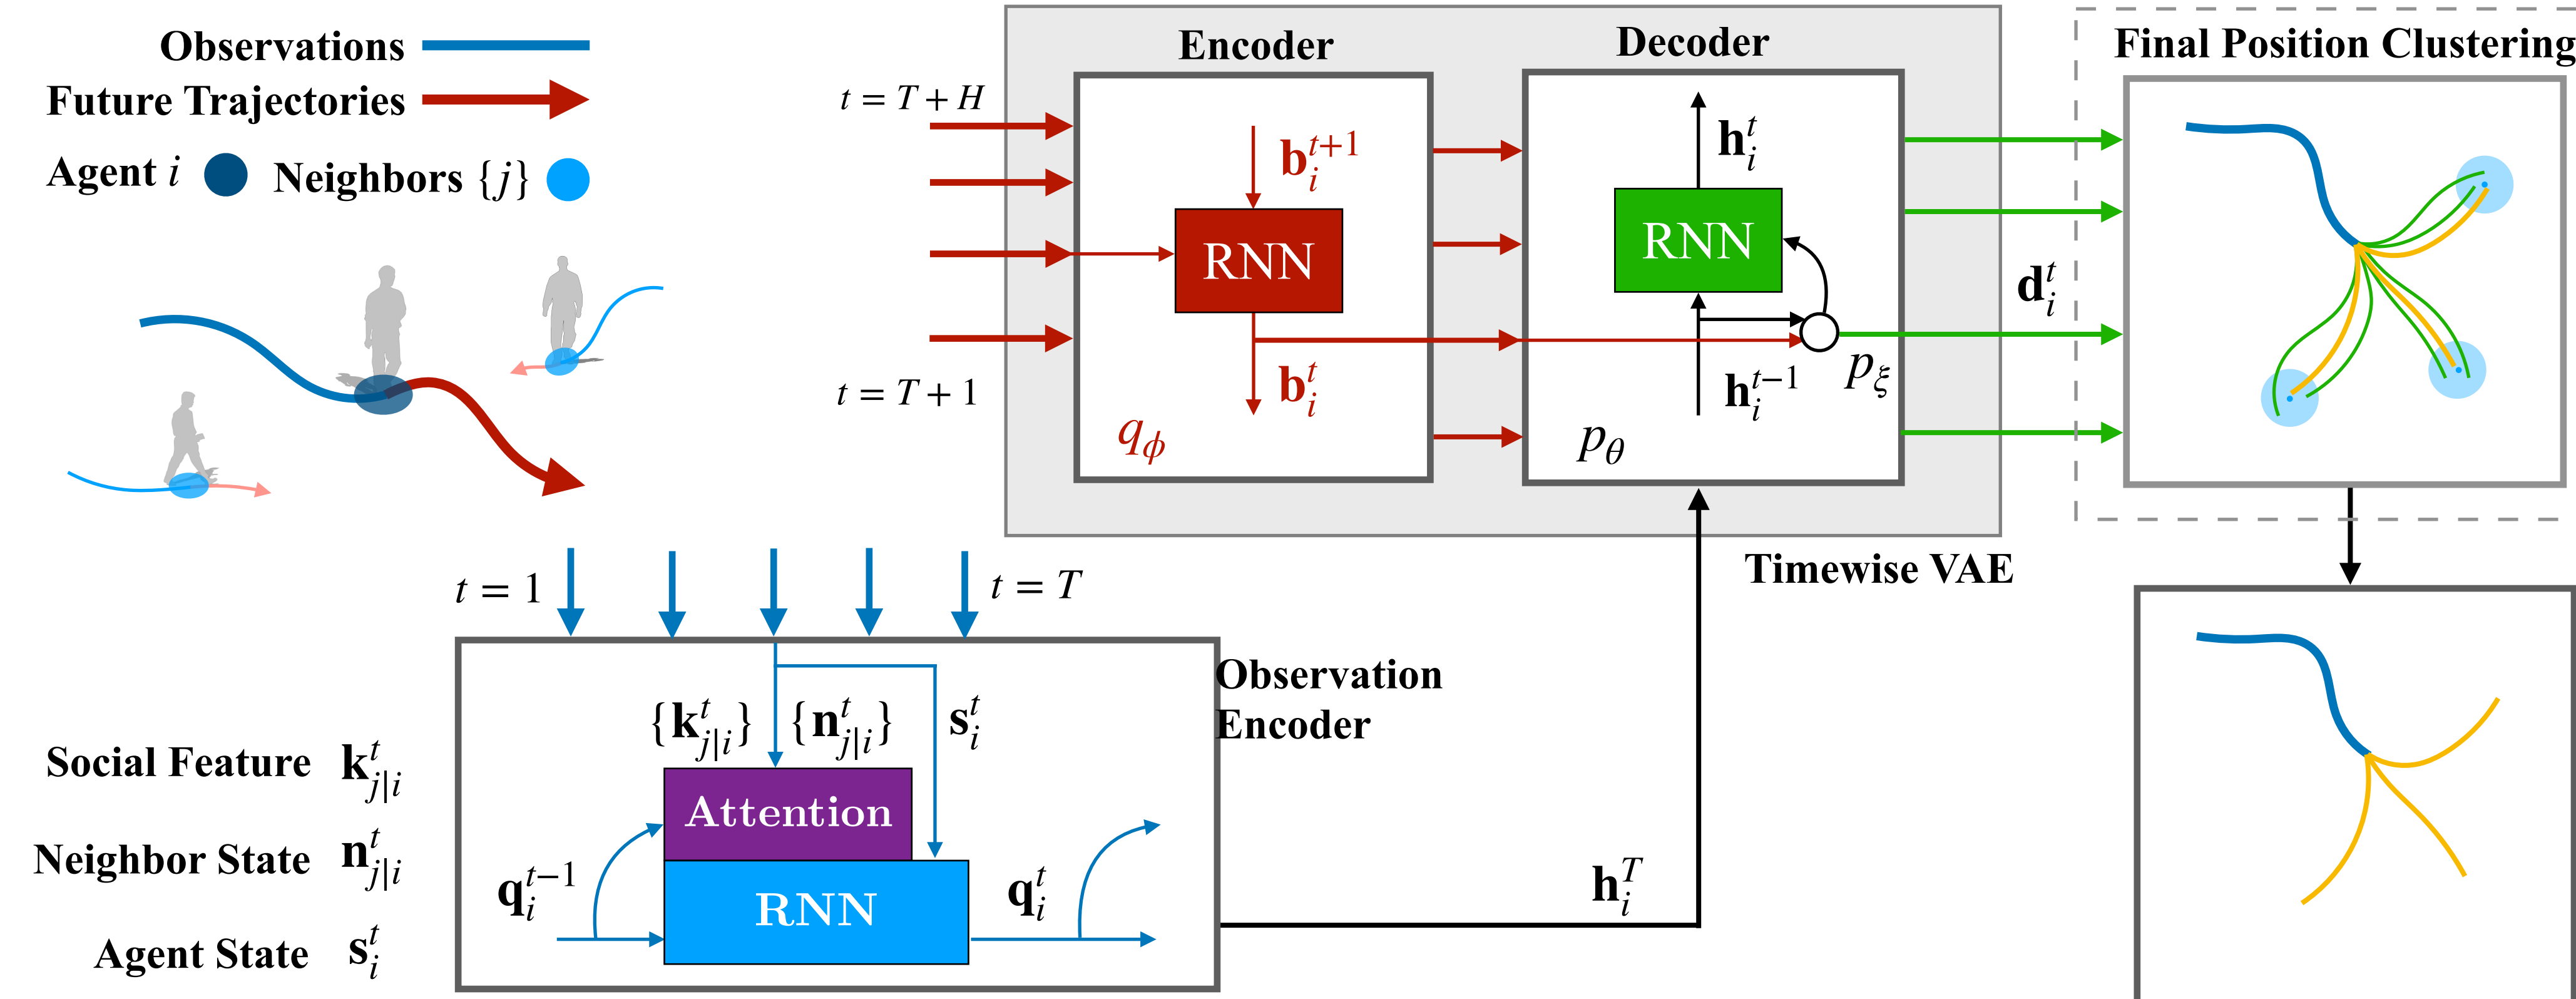 Observations
Future Trajectories
Agent i
Neighbors {j}
Encoder
Decoder
Final Position Clustering
t = T + H
t = T + 1
b_i^{t+1}
RNN
b_i^t
q_ϕ
h_i^t
RNN
h_i^{t−1}
p_ξ
p_θ
d_i^t
Timewise VAE
t = 1
t = T
Observation
Encoder
{k_{j|i}^t}
{n_{j|i}^t}
s_i^t
Attention
RNN
q_i^{t−1}
q_i^t
h_i^T
Social Feature k_{j|i}^t
Neighbor State n_{j|i}^t
Agent State s_i^t